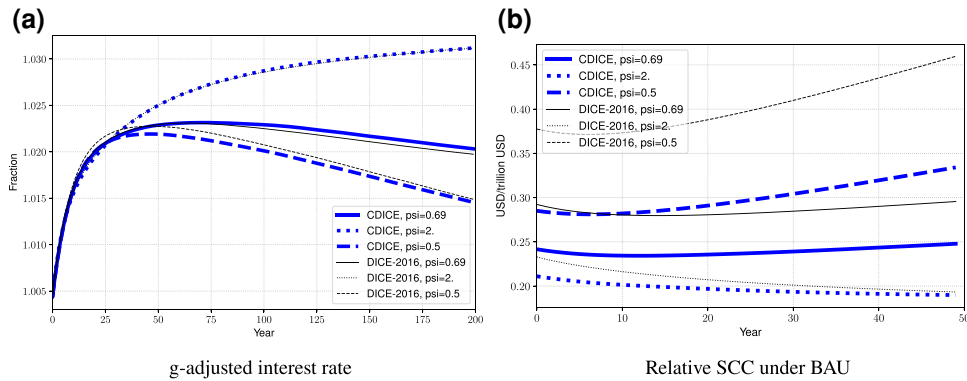 (a)
1.030
1.025
1.020
1.015
1.010
1.005
Fraction
CDICE, psi=0.69
CDICE, psi=2.
CDICE, psi=0.5
DICE-2016, psi=0.69
DICE-2016, psi=2.
DICE-2016, psi=0.5
0 25 50 75 100 125 150 175 200
Year
g-adjusted interest rate
(b)
0.45
0.40
0.35
0.30
0.25
0.20
USD/trillion USD
CDICE, psi=0.69
CDICE, psi=2.
CDICE, psi=0.5
DICE-2016, psi=0.69
DICE-2016, psi=2.
DICE-2016, psi=0.5
0 10 20 30 40 50
Year
Relative SCC under BAU